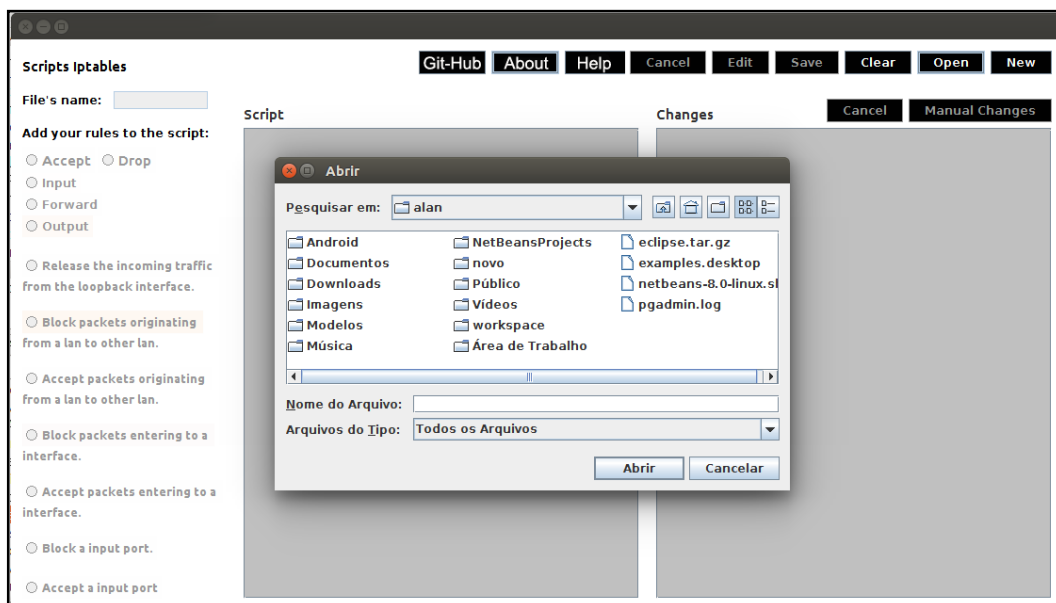 Scripts Iptables
Git-Hub About Help Cancel Edit Save Clear Open New
File's name:
Cancel Manual Changes
Script
Changes
Add your rules to the script:
Accept Drop
Input
Forward
Output
Release the incoming traffic
from the loopback interface.
Block packets originating
from a lan to other lan.
Accept packets originating
from a lan to other lan.
Block packets entering to a
interface.
Accept packets entering to a
interface.
Block a input port.
Accept a input port
Abrir
Pesquisar em: alan
Android
Documentos
Downloads
Imagens
Modelos
Música
NetBeansProjects
novo
Público
Vídeos
workspace
Área de Trabalho
eclipse.tar.gz
examples.desktop
netbeans-8.0-linux.sl
pgadmin.log
Nome do Arquivo:
Arquivos do Tipo: Todos os Arquivos
Abrir Cancelar